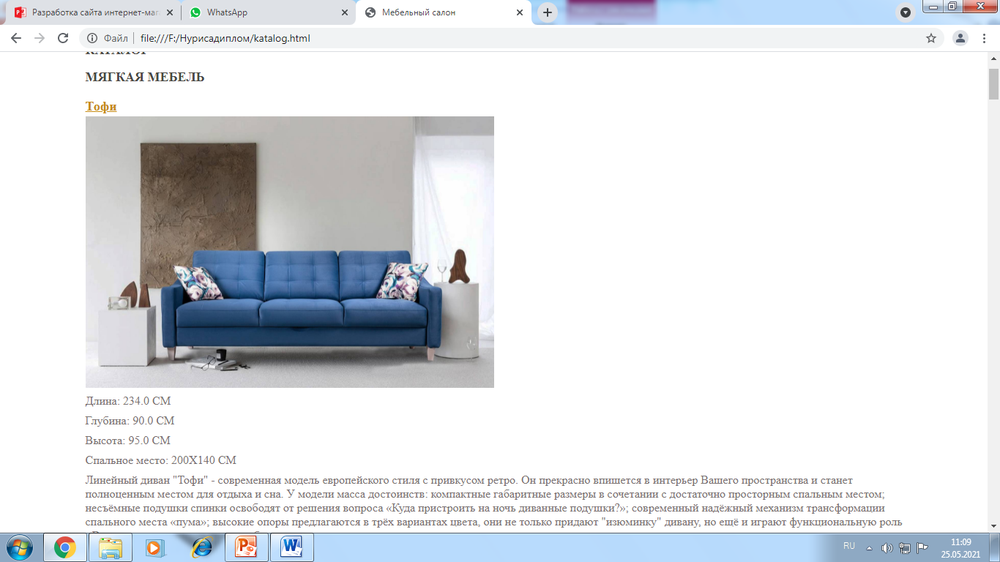 Разработка сайта интернет-маг
WhatsApp
Мебельный салон
Файл
file:///F:/Нурисадиплом/katalog.html
КАТАЛОГ
МЯГКАЯ МЕБЕЛЬ
Тофи
Длина: 234.0 СМ
Глубина: 90.0 СМ
Высота: 95.0 СМ
Спальное место: 200Х140 СМ
Линейный диван "Тофи" - современная модель европейского стиля с привкусом ретро. Он прекрасно впишется в интерьер Вашего пространства и станет
полноценным местом для отдыха и сна. У модели масса достоинств: компактные габаритные размеры в сочетании с достаточно просторным спальным местом;
несъёмные подушки спинки освободят от решения вопроса «Куда пристроить на ночь диванные подушки?»; современный надёжный механизм трансформации
спального места «пума»; высокие опоры предлагаются в трёх вариантах цвета, они не только придают "изюминку" дивану, но ещё и играют функциональную роль
RU
11:09
25.05.2021